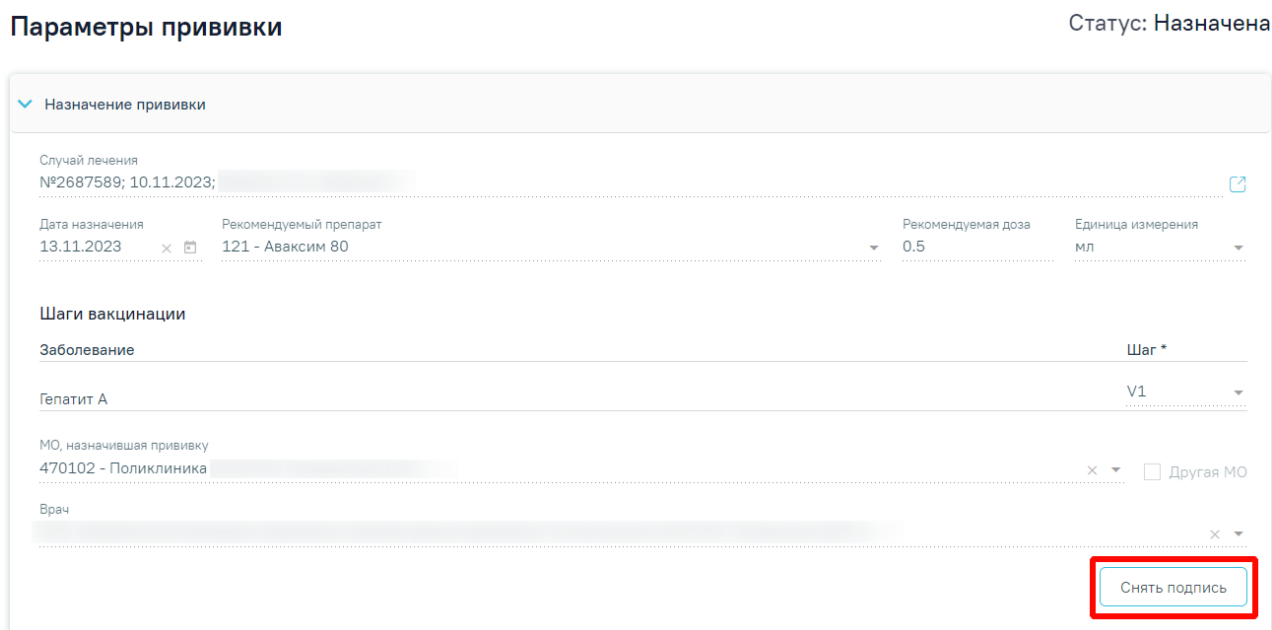 Параметры прививки
Статус: Назначена
Назначение прививки
Случай лечения
№2687589; 10.11.2023;
Дата назначения Рекомендуемый препарат Рекомендуемая доза Единица измерения
13.11.2023 121 - Аваксим 80 0.5 мл
Шаги вакцинации
Заболевание Шаг *
Гепатит А V1
МО, назначившая прививку
470102 - Поликлиника Другая МО
Врач
Снять подпись